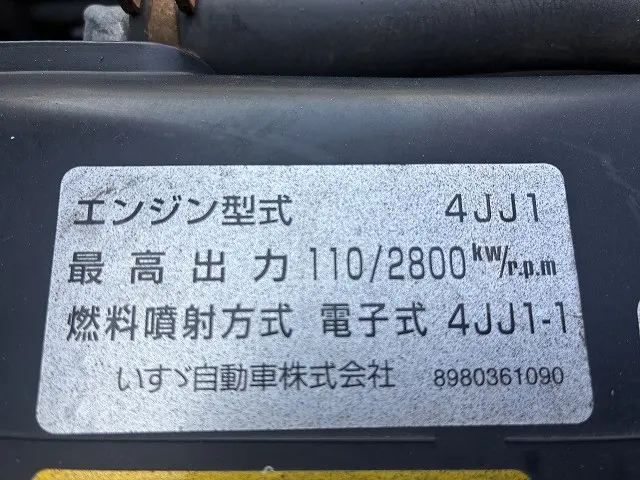 エンジン型式 4JJ1
最高出力 110/2800 kw/r.p.m
燃料噴射方式 電子式 4JJ1-1
いすゞ自動車株式会社 8980361090